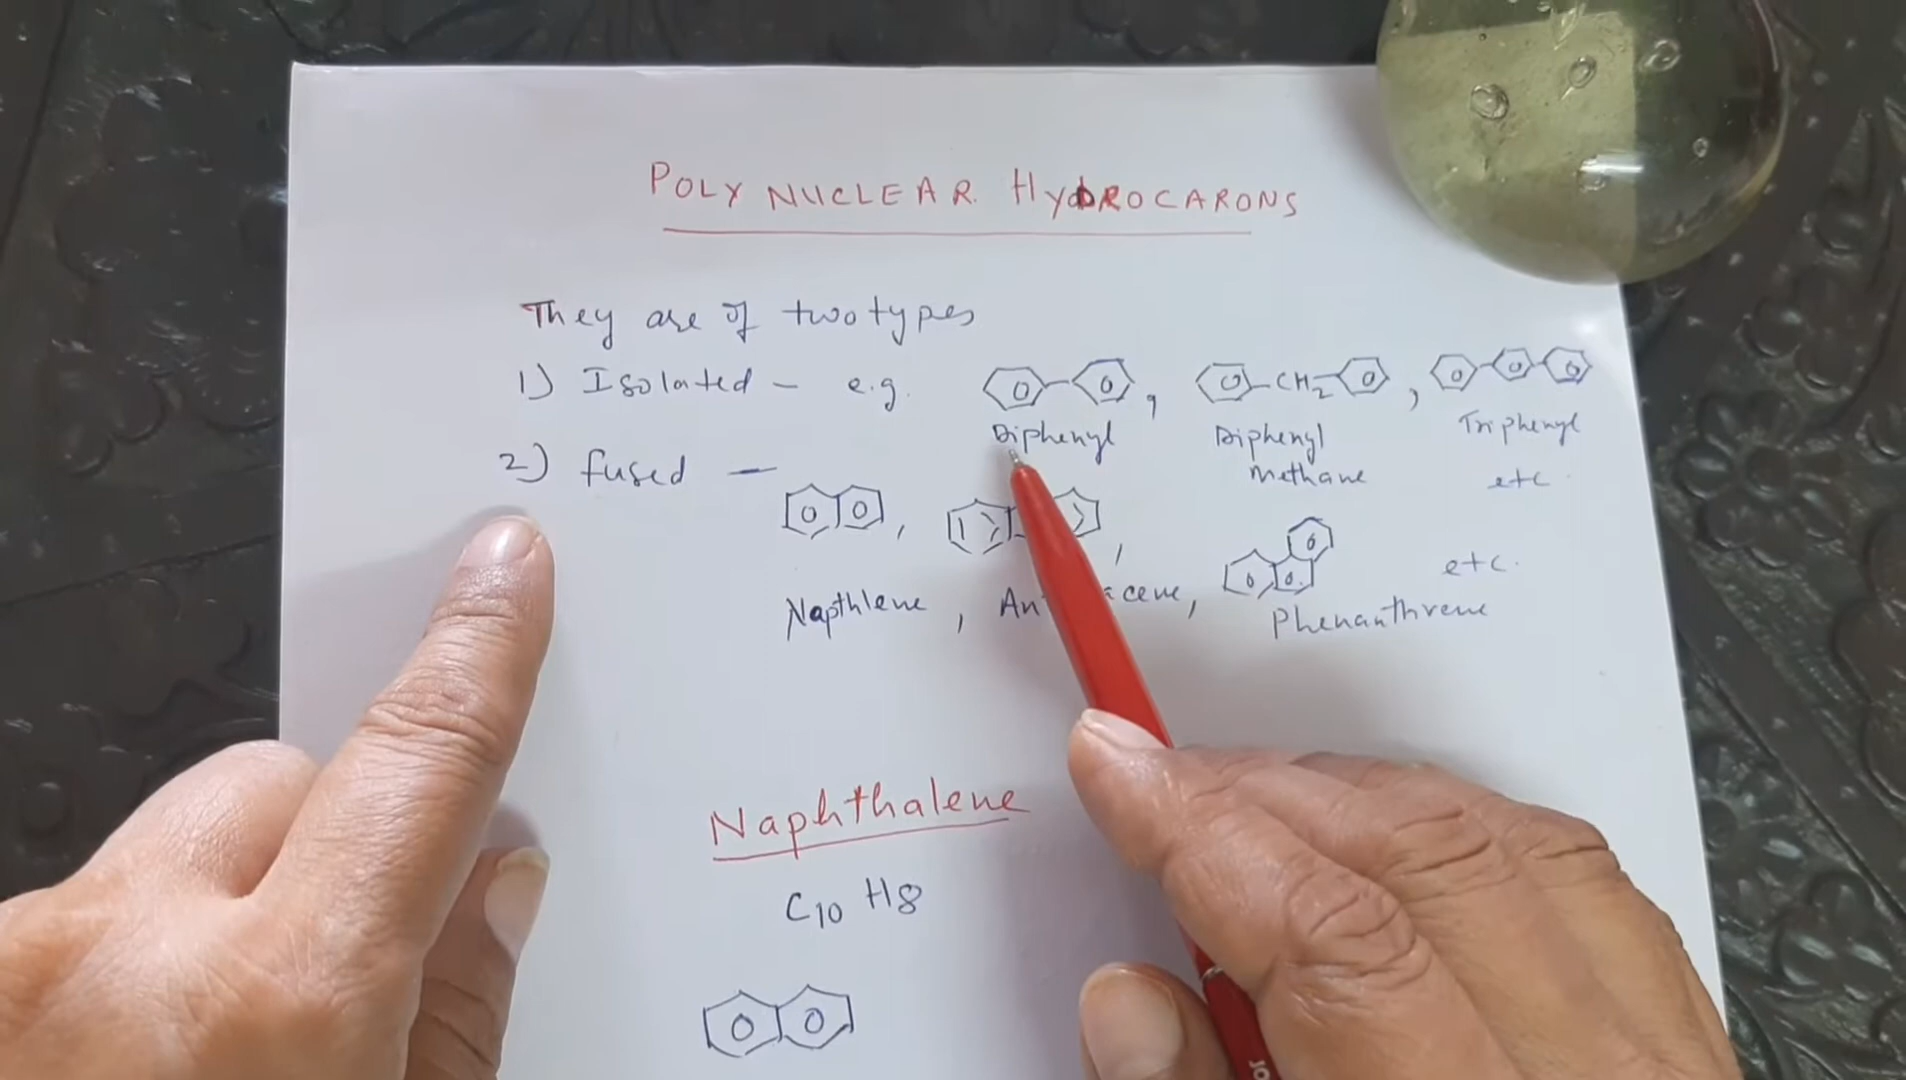 POLY NUCLEAR HYDROCARONS
They are of two types
1) Isolated - e.g. , -CH2- ,
Diphenyl Diphenyl Methane Triphenyl etc
2) fused - , , etc.
Napthlene , Phenanthrene
Naphthalene
C10 H8
JO